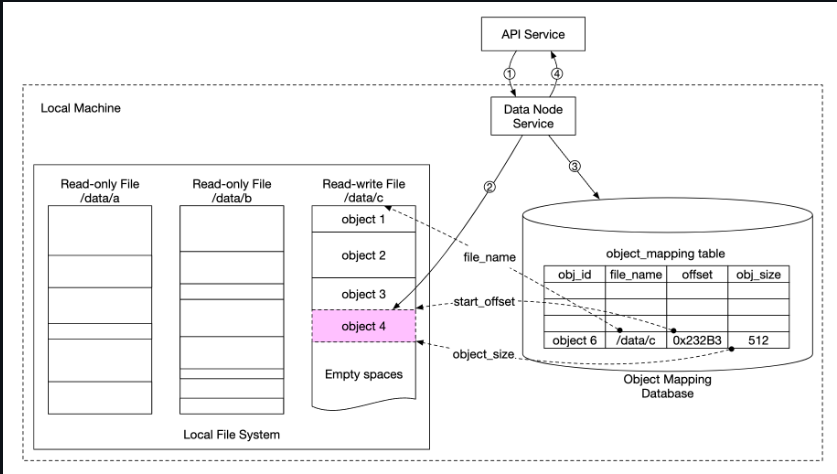 API Service
①
④
Local Machine
Data Node
Service
②
③
Read-only File
/data/a
Read-only File
/data/b
Read-write File
/data/c
object 1
object 2
object 3
object 4
Empty spaces
Local File System
file_name
start_offset
object_size
object_mapping table
obj_id file_name offset obj_size
object 6 /data/c 0x232B3 512
Object Mapping
Database